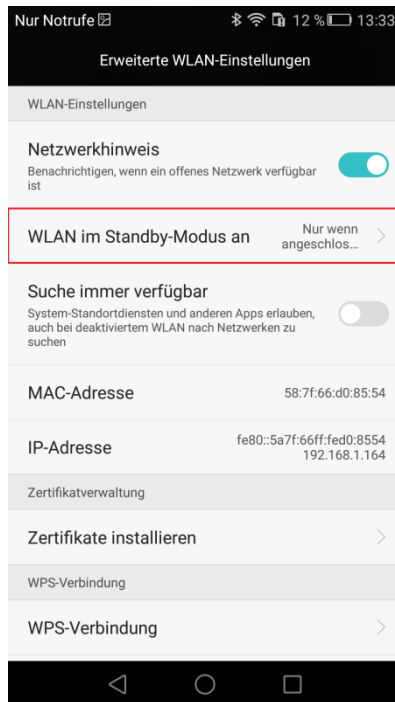 Nur Notrufe 12 % 13:33
Erweiterte WLAN-Einstellungen
WLAN-Einstellungen
Netzwerkhinweis
Benachrichtigen, wenn ein offenes Netzwerk verfügbar
ist
WLAN im Standby-Modus an
Nur wenn
angeschlos…
Suche immer verfügbar
System-Standortdiensten und anderen Apps erlauben,
auch bei deaktiviertem WLAN nach Netzwerken zu
suchen
MAC-Adresse 58:7f:66:d0:85:54
IP-Adresse
fe80::5a7f:66ff:fed0:8554
192.168.1.164
Zertifikatverwaltung
Zertifikate installieren
WPS-Verbindung
WPS-Verbindung